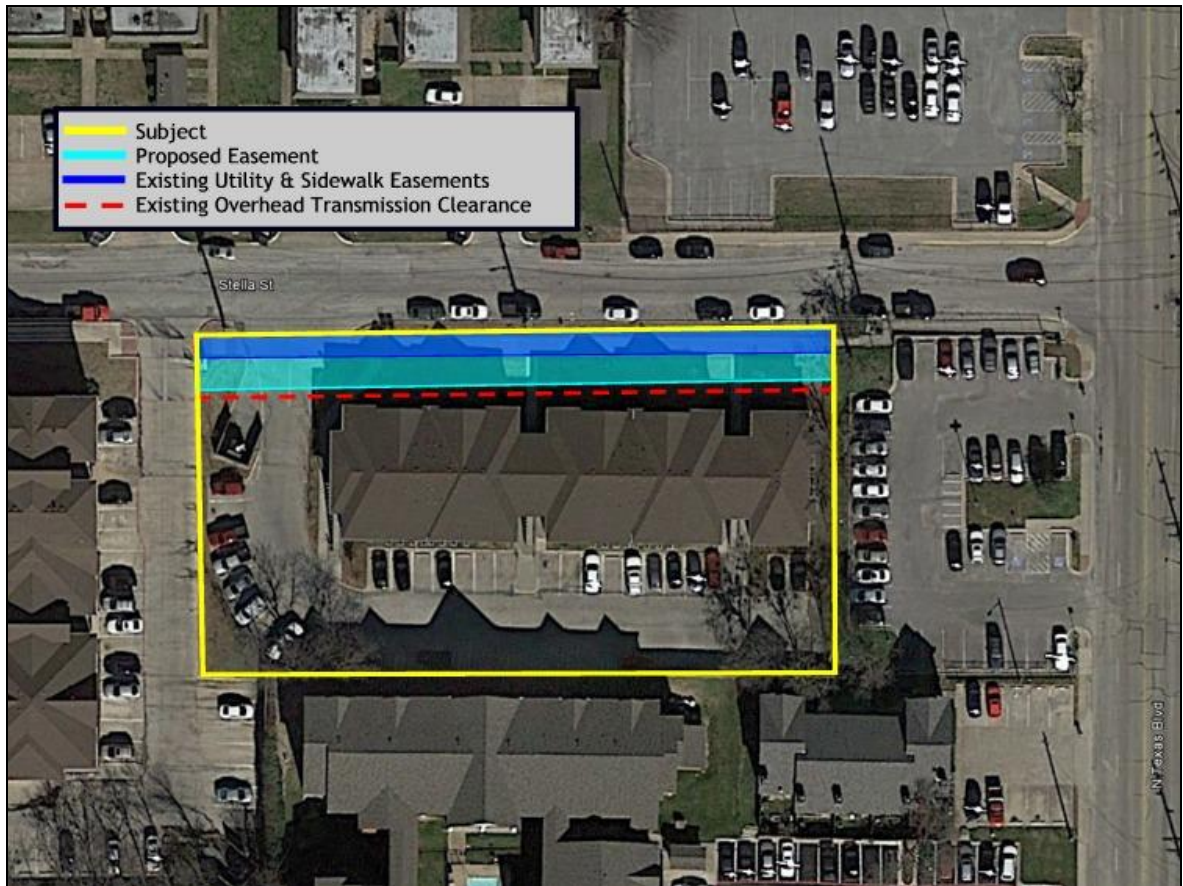 Subject
Proposed Easement
Existing Utility & Sidewalk Easements
Existing Overhead Transmission Clearance
Stella St
N Texas Blvd